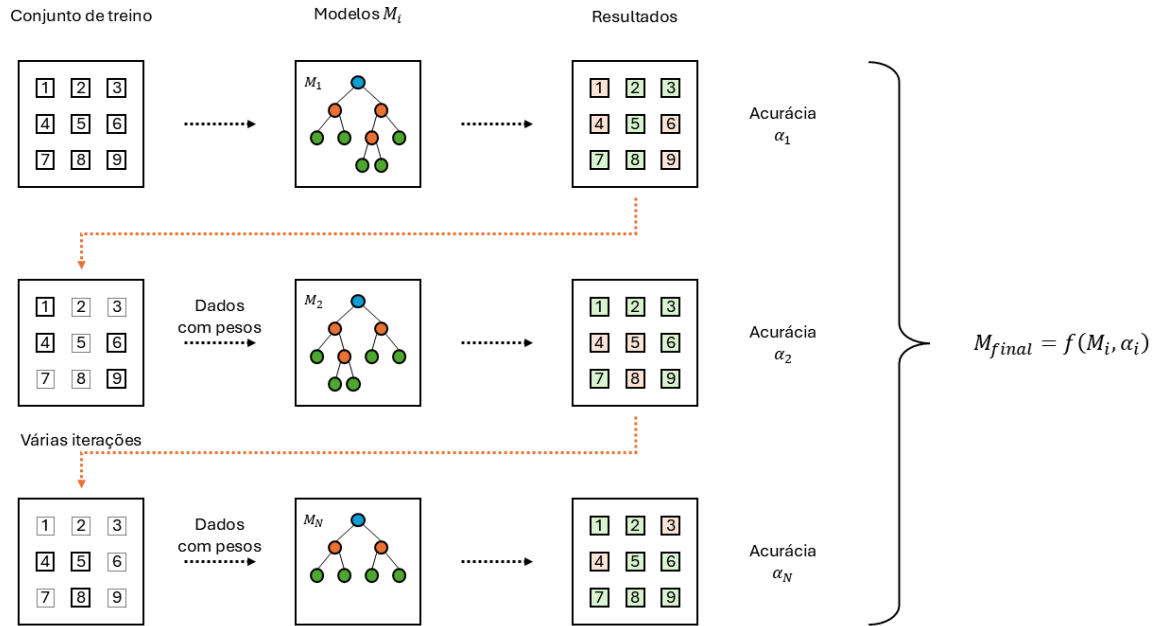 Conjunto de treino
Modelos M_i
Resultados
1 2 3
4 5 6
7 8 9
M_1
1 2 3
4 5 6
7 8 9
Acurácia
α_1
1 2 3
4 5 6
7 8 9
Dados
com pesos
M_2
1 2 3
4 5 6
7 8 9
Acurácia
α_2
Várias iterações
1 2 3
4 5 6
7 8 9
Dados
com pesos
M_N
1 2 3
4 5 6
7 8 9
Acurácia
α_N
M_{final} = f(M_i, α_i)